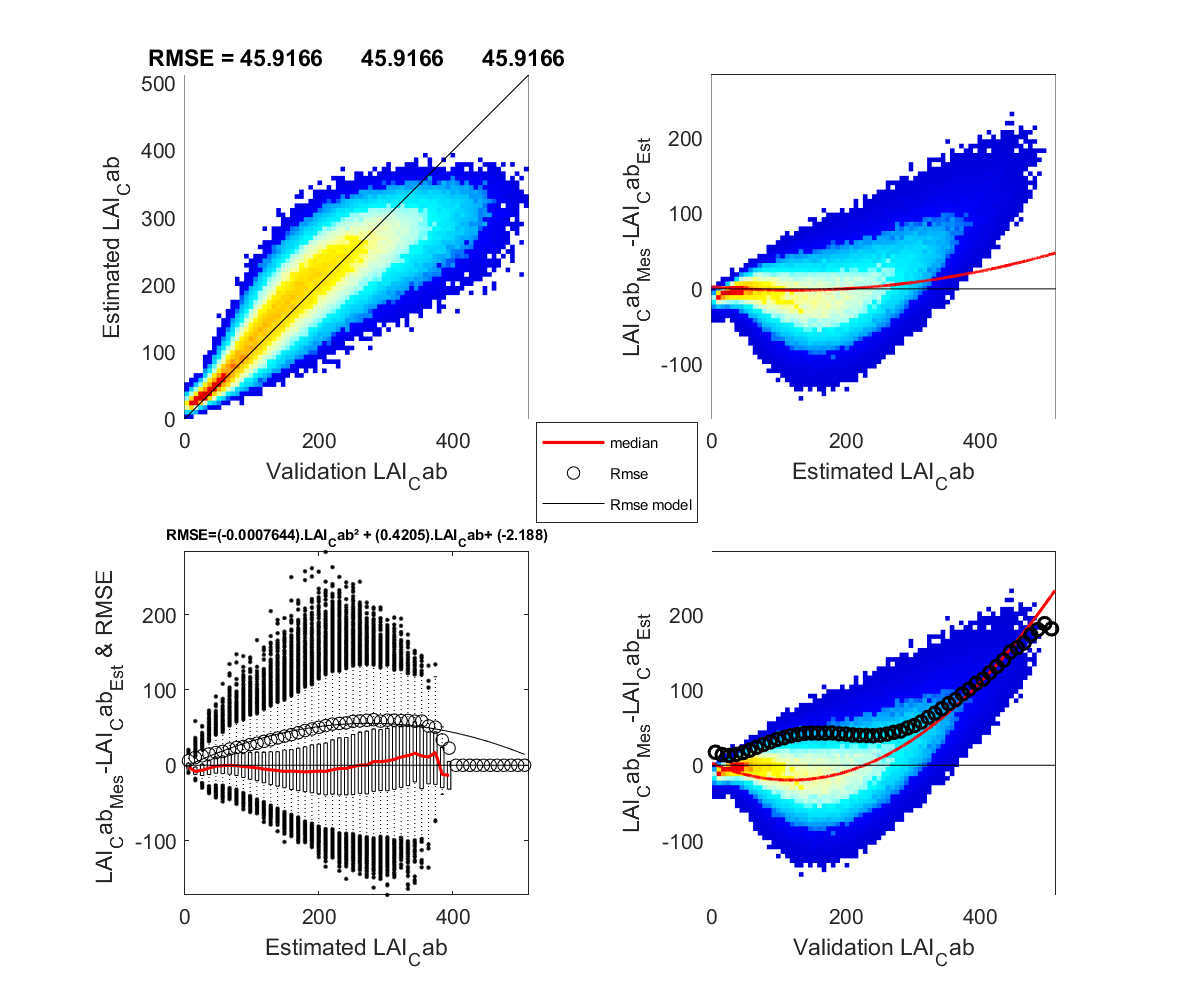 RMSE = 45.9166 45.9166 45.9166
500
400
300
200
100
0
0 200 400
Estimated LAI_Cab
Validation LAI_Cab
200
100
0
-100
0 200 400
LAI_Cab_Mes-LAI_Cab_Est
Estimated LAI_Cab
median
Rmse
Rmse model
RMSE=(-0.0007644).LAI_Cab² + (0.4205).LAI_Cab+ (-2.188)
200
100
0
-100
0 200 400
LAI_Cab_Mes-LAI_Cab_Est & RMSE
Estimated LAI_Cab
200
100
0
-100
0 200 400
LAI_Cab_Mes-LAI_Cab_Est
Validation LAI_Cab